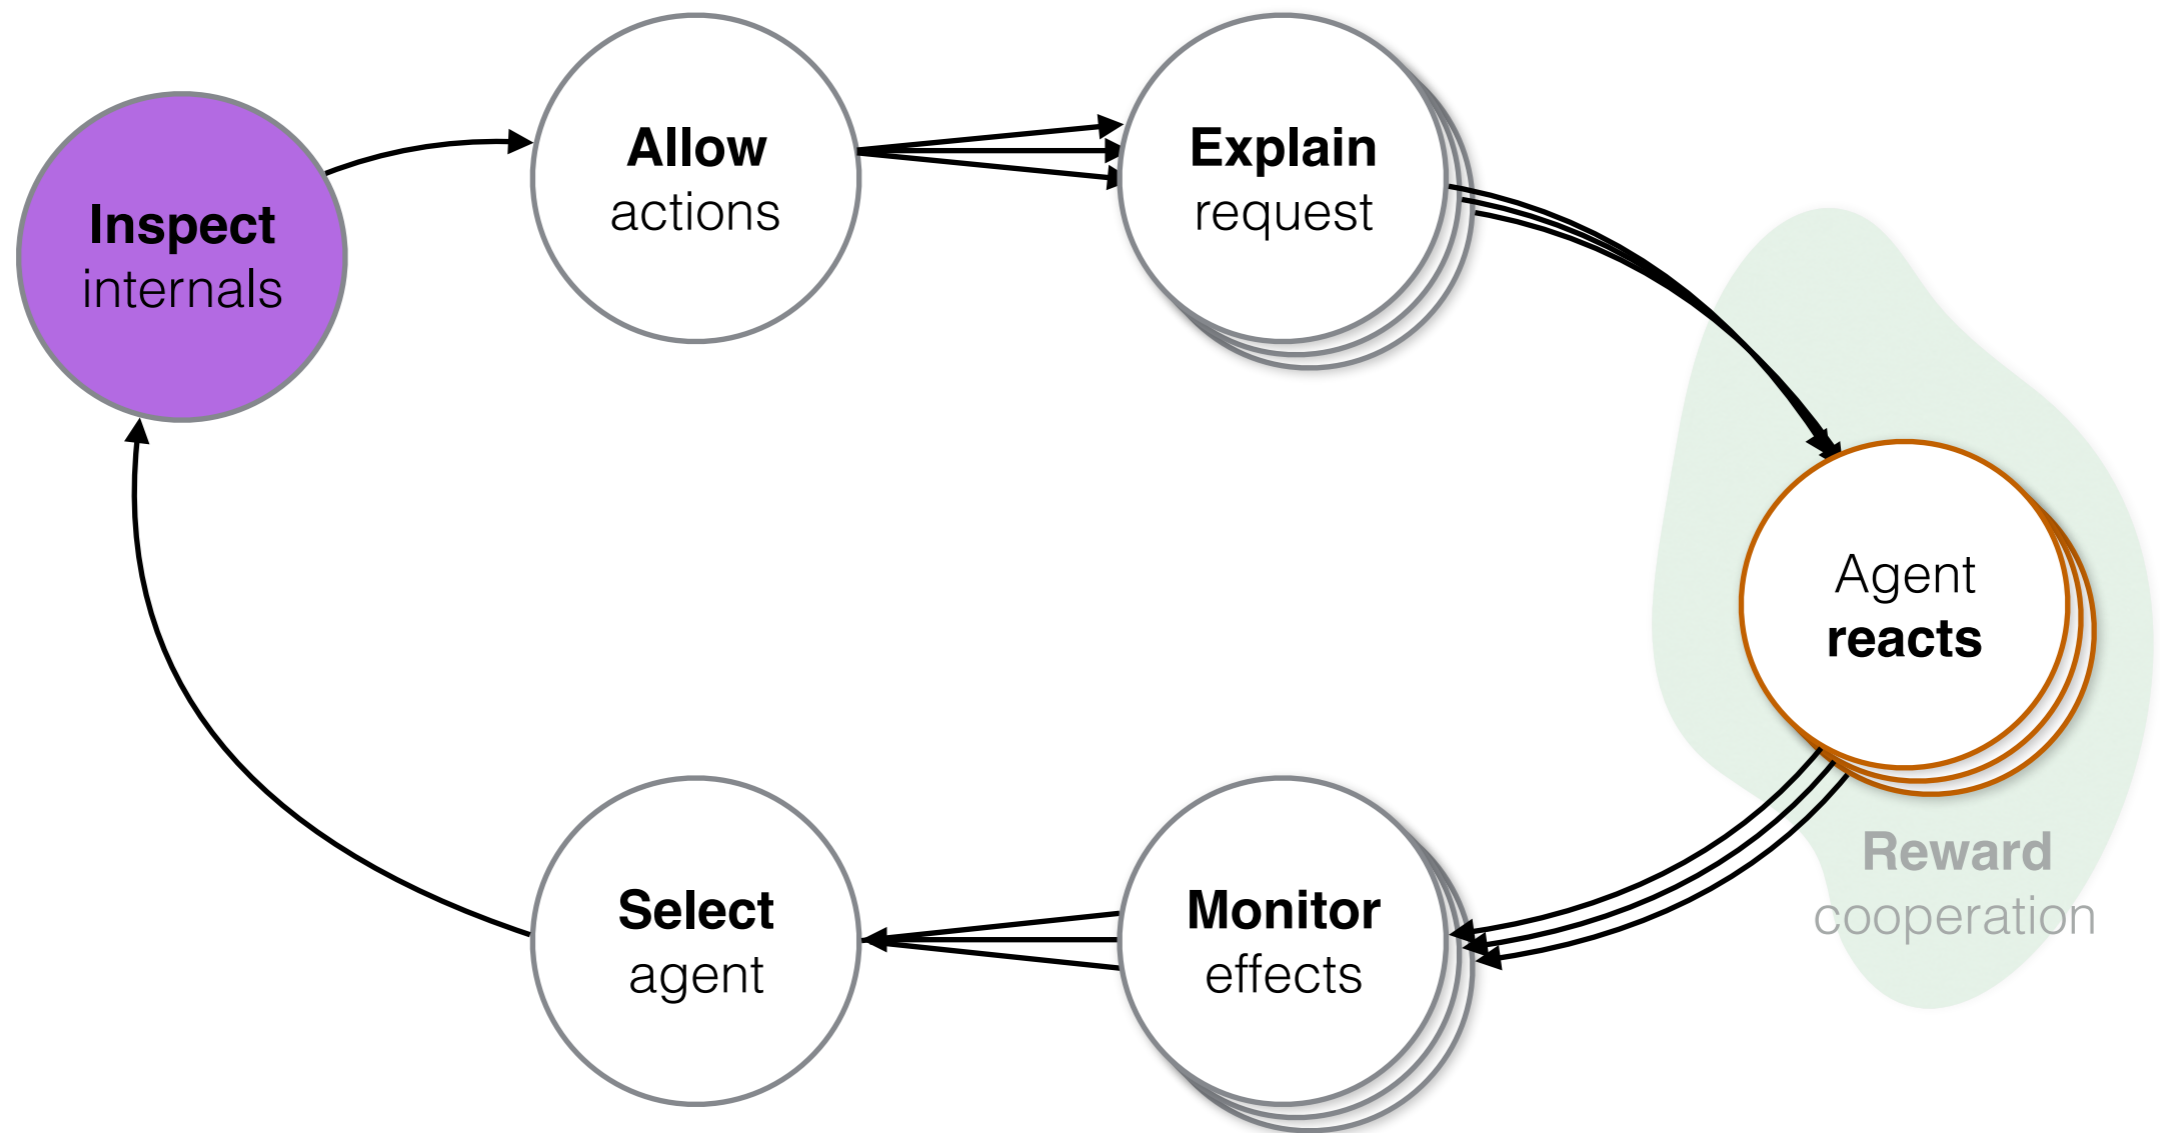 Inspect
internals
Allow
actions
Explain
request
Agent
reacts
Reward
cooperation
Monitor
effects
Select
agent